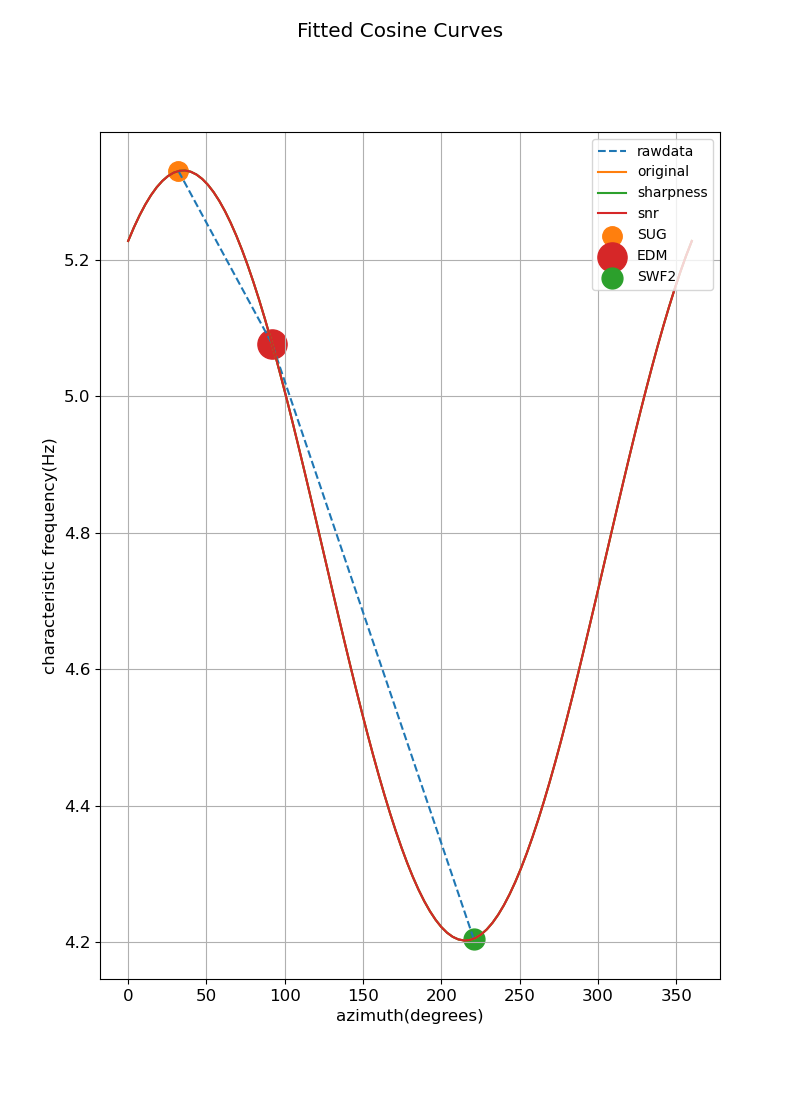 Fitted Cosine Curves
rawdata
original
sharpness
snr
SUG
EDM
SWF2
5.2
5.0
4.8
4.6
4.4
4.2
characteristic frequency(Hz)
0 50 100 150 200 250 300 350
azimuth(degrees)